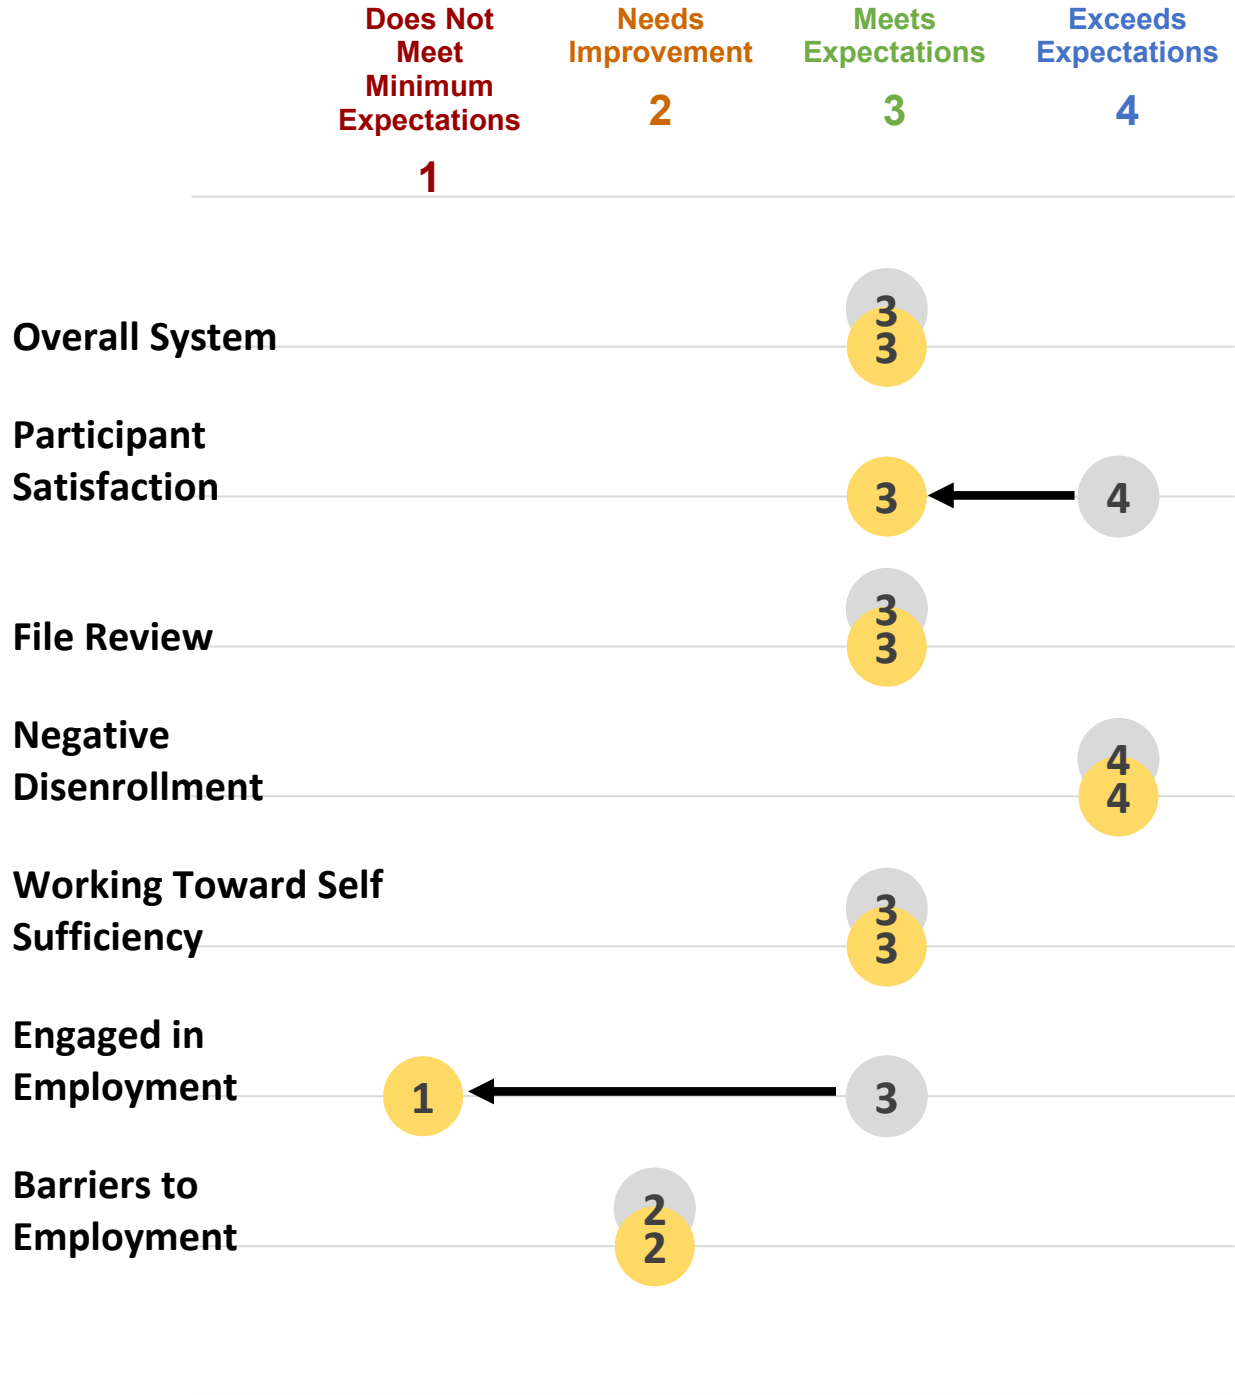 Does Not
Meet
Minimum
Expectations
1
Needs
Improvement
2
Meets
Expectations
3
Exceeds
Expectations
4
Overall System
3
3
Participant
Satisfaction
3
4
File Review
3
3
Negative
Disenrollment
4
4
Working Toward Self
Sufficiency
3
3
Engaged in
Employment
1
3
Barriers to
Employment
2
2